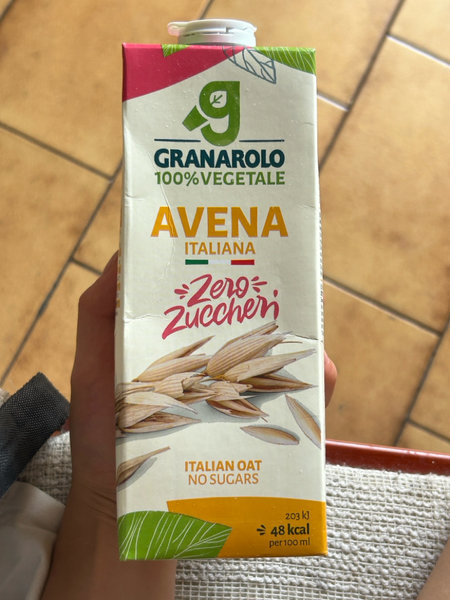 GRANAROLO
100% VEGETALE
AVENA
ITALIANA
Zero
Zuccheri
ITALIAN OAT
NO SUGARS
203 kJ
48 kcal
per 100 ml